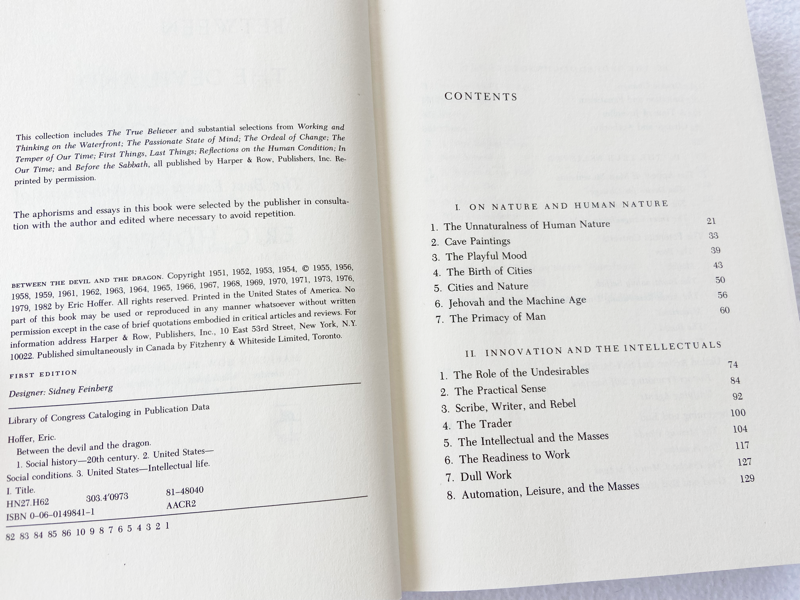 This collection includes The True Believer and substantial selections from Working and
Thinking on the Waterfront; The Passionate State of Mind; The Ordeal of Change; The
Temper of Our Time; First Things, Last Things; Reflections on the Human Condition; In
Our Time; and Before the Sabbath, all published by Harper & Row, Publishers, Inc. Re-
printed by permission.
The aphorisms and essays in this book were selected by the publisher in consulta-
tion with the author and edited where necessary to avoid repetition.
BETWEEN THE DEVIL AND THE DRAGON. Copyright 1951, 1952, 1953, 1954, © 1955, 1956,
1958, 1959, 1961, 1962, 1963, 1964, 1965, 1966, 1967, 1968, 1969, 1970, 1971, 1973, 1976,
1979, 1982 by Eric Hoffer. All rights reserved. Printed in the United States of America. No
part of this book may be used or reproduced in any manner whatsoever without written
permission except in the case of brief quotations embodied in critical articles and reviews. For
information address Harper & Row, Publishers, Inc., 10 East 53rd Street, New York, N.Y.
10022. Published simultaneously in Canada by Fitzhenry & Whiteside Limited, Toronto.
FIRST EDITION
Designer: Sidney Feinberg
Library of Congress Cataloging in Publication Data
Hoffer, Eric.
Between the devil and the dragon.
1. Social history—20th century. 2. United States—
Social conditions. 3. United States—Intellectual life.
I. Title.
HN27.H62 303.4'0973 81-48040
ISBN 0-06-0149841-1 AACR2
82 83 84 85 86 10 9 8 7 6 5 4 3 2 1
CONTENTS
I. ON NATURE AND HUMAN NATURE
1. The Unnaturalness of Human Nature 21
2. Cave Paintings 33
3. The Playful Mood 39
4. The Birth of Cities 43
5. Cities and Nature 50
6. Jehovah and the Machine Age 56
7. The Primacy of Man 60
II. INNOVATION AND THE INTELLECTUALS
1. The Role of the Undesirables 74
2. The Practical Sense 84
3. Scribe, Writer, and Rebel 92
4. The Trader 100
5. The Intellectual and the Masses 104
6. The Readiness to Work 117
7. Dull Work 127
8. Automation, Leisure, and the Masses 129